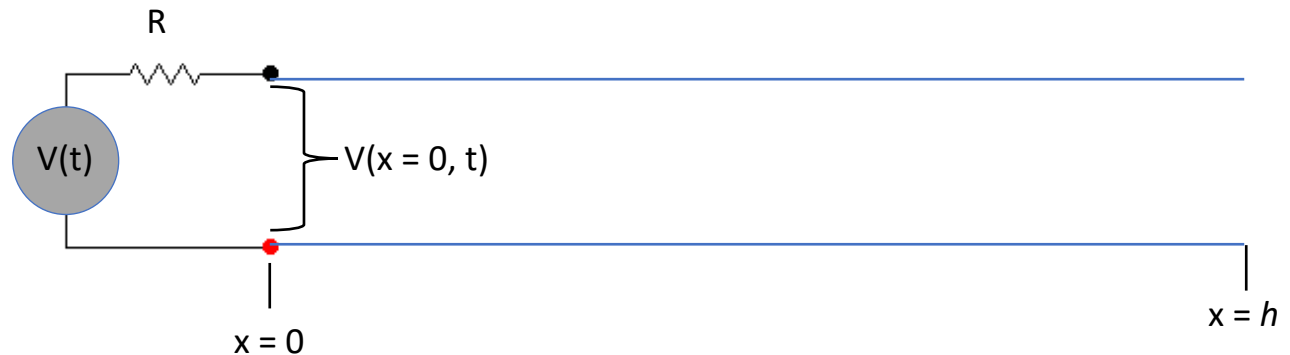 R
V(t)
V(x = 0, t)
x = 0
x = h